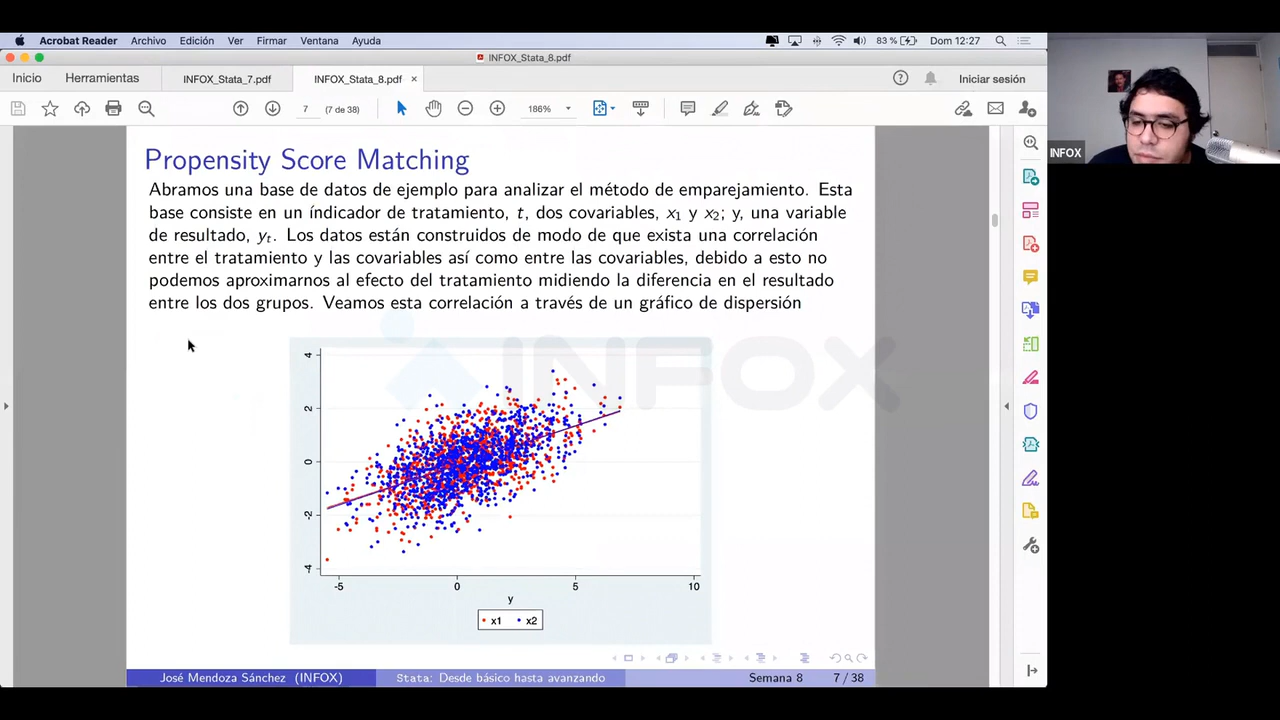 Acrobat Reader Archivo Edición Ver Firmar Ventana Ayuda 83 % Dom 12:27
INFOX_Stata_8.pdf
Inicio Herramientas INFOX_Stata_7.pdf INFOX_Stata_8.pdf × Iniciar sesión
7 (7 de 38) 186%
INFOX
Propensity Score Matching
Abramos una base de datos de ejemplo para analizar el método de emparejamiento. Esta
base consiste en un índicador de tratamiento, t, dos covariables, x₁ y x₂; y, una variable
de resultado, yₜ. Los datos están construidos de modo de que exista una correlación
entre el tratamiento y las covariables así como entre las covariables, debido a esto no
podemos aproximarnos al efecto del tratamiento midiendo la diferencia en el resultado
entre los dos grupos. Veamos esta correlación a través de un gráfico de dispersión
INFOX
4
2
0
-2
-4
-5 0 5 10
y
x1 x2
José Mendoza Sánchez (INFOX) Stata: Desde básico hasta avanzando Semana 8 7 / 38